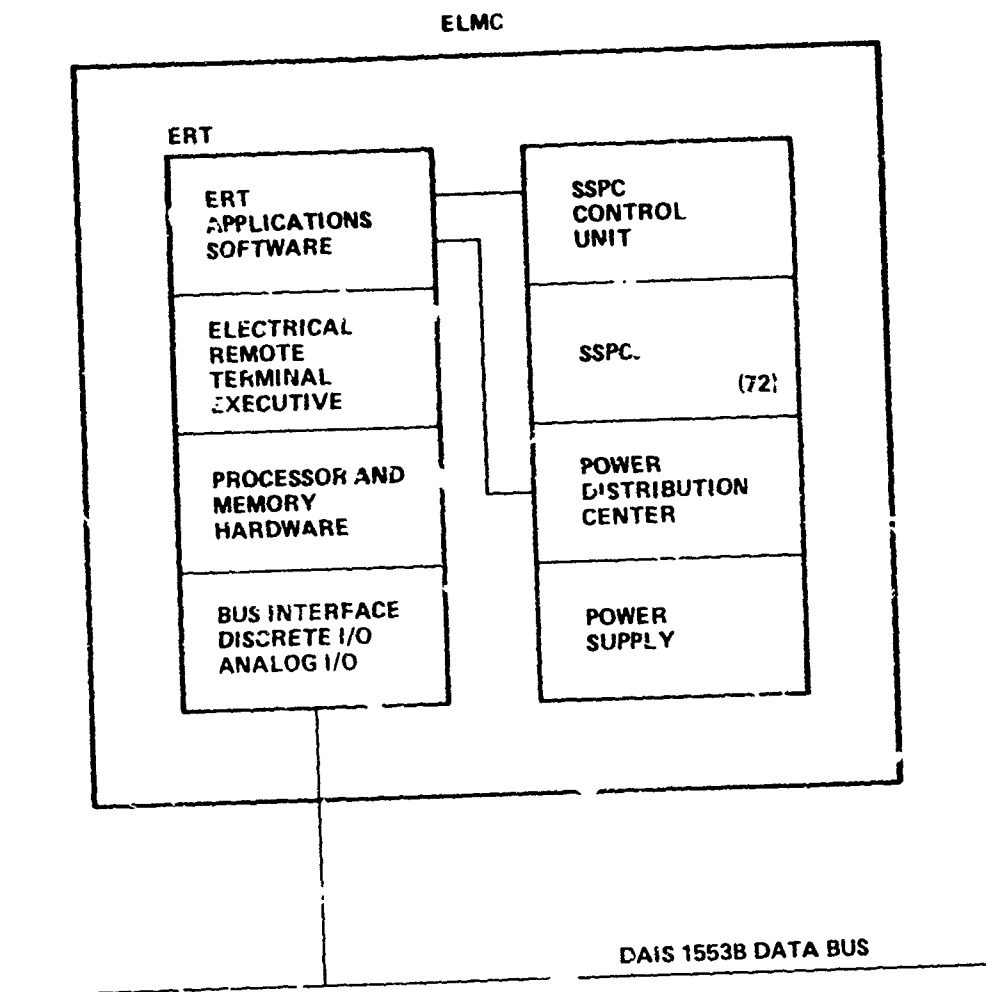 ELMC
ERT
ERT
APPLICATIONS
SOFTWARE
ELECTRICAL
REMOTE
TERMINAL
EXECUTIVE
PROCESSOR AND
MEMORY
HARDWARE
BUS INTERFACE
DISCRETE I/O
ANALOG I/O
SSPC
CONTROL
UNIT
SSPC
(72)
POWER
DISTRIBUTION
CENTER
POWER
SUPPLY
DAIS 1553B DATA BUS